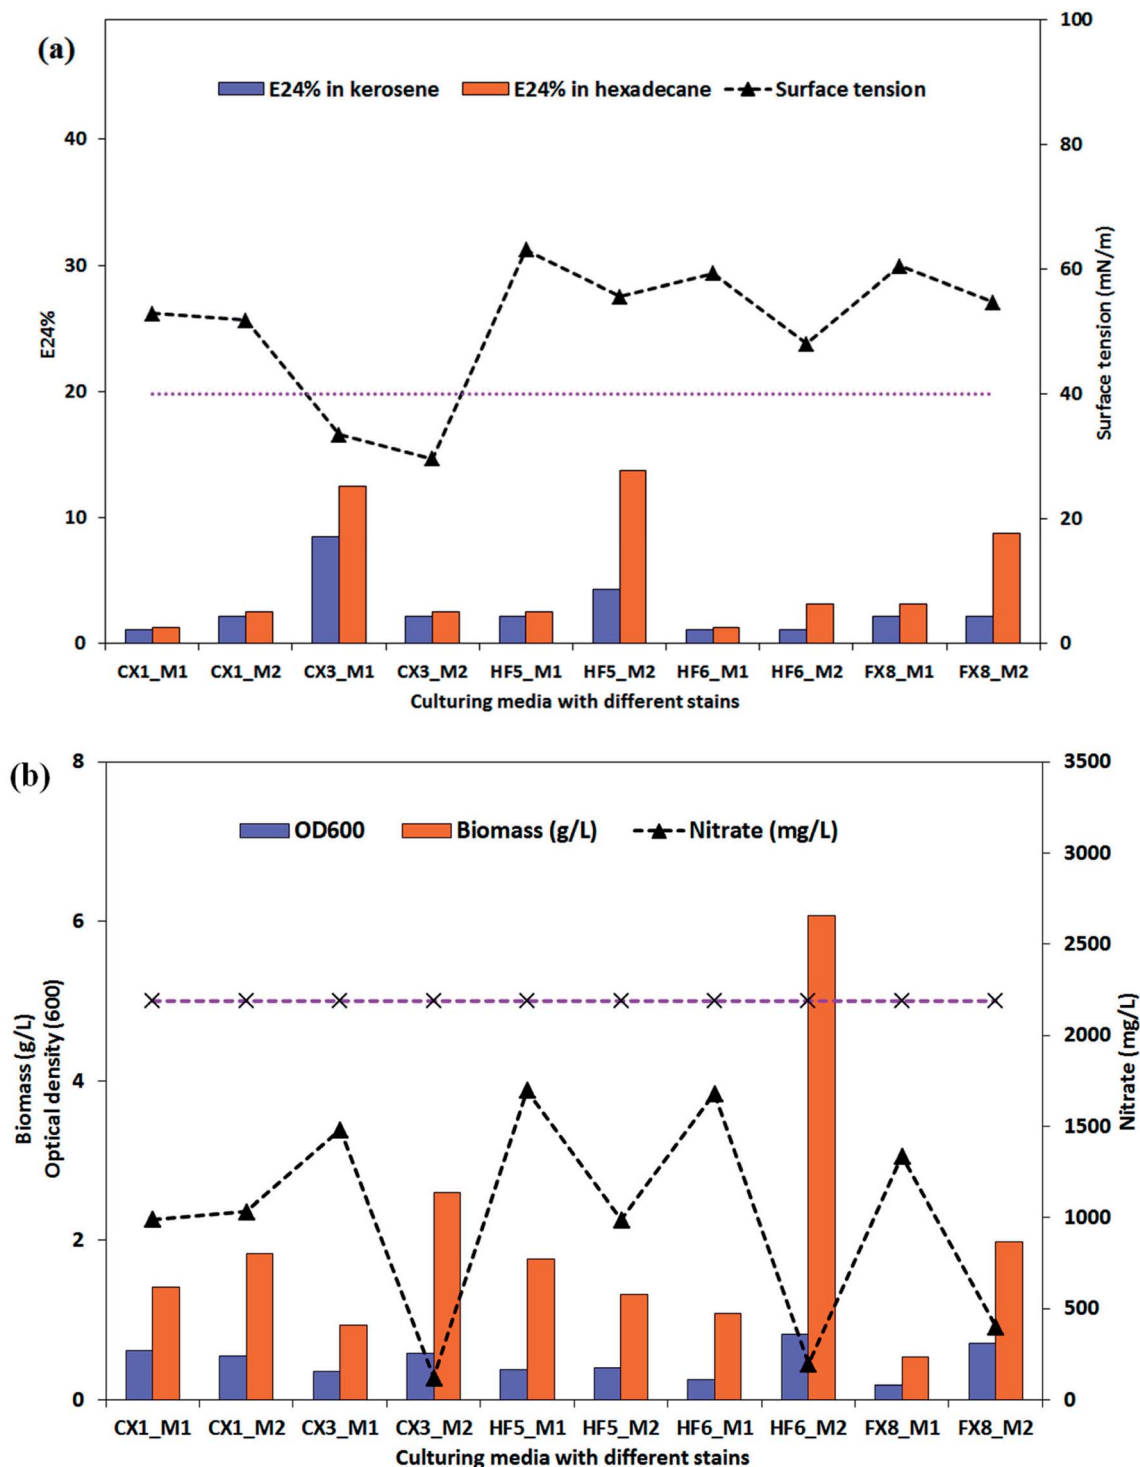 (a)
E24% in kerosene E24% in hexadecane Surface tension
100
80
60
40
20
0
40
30
20
10
0
E24%
Surface tension (mN/m)
CX1_M1 CX1_M2 CX3_M1 CX3_M2 HF5_M1 HF5_M2 HF6_M1 HF6_M2 FX8_M1 FX8_M2
Culturing media with different stains
(b)
OD600 Biomass (g/L) Nitrate (mg/L)
8
6
4
2
0
Biomass (g/L)
Optical density (600)
3500
3000
2500
2000
1500
1000
500
0
Nitrate (mg/L)
CX1_M1 CX1_M2 CX3_M1 CX3_M2 HF5_M1 HF5_M2 HF6_M1 HF6_M2 FX8_M1 FX8_M2
Culturing media with different stains